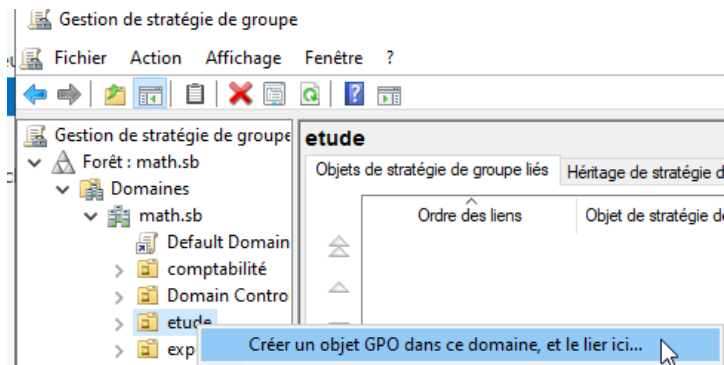 Gestion de stratégie de groupe
Fichier Action Affichage Fenêtre ?
Gestion de stratégie de groupe
etude
Forêt : math.sb
Objets de stratégie de groupe liés Héritage de stratégie d
Domaines
math.sb
Ordre des liens Objet de stratégie de
Default Domain
comptabilité
Domain Contro
etude
Créer un objet GPO dans ce domaine, et le lier ici...
exp